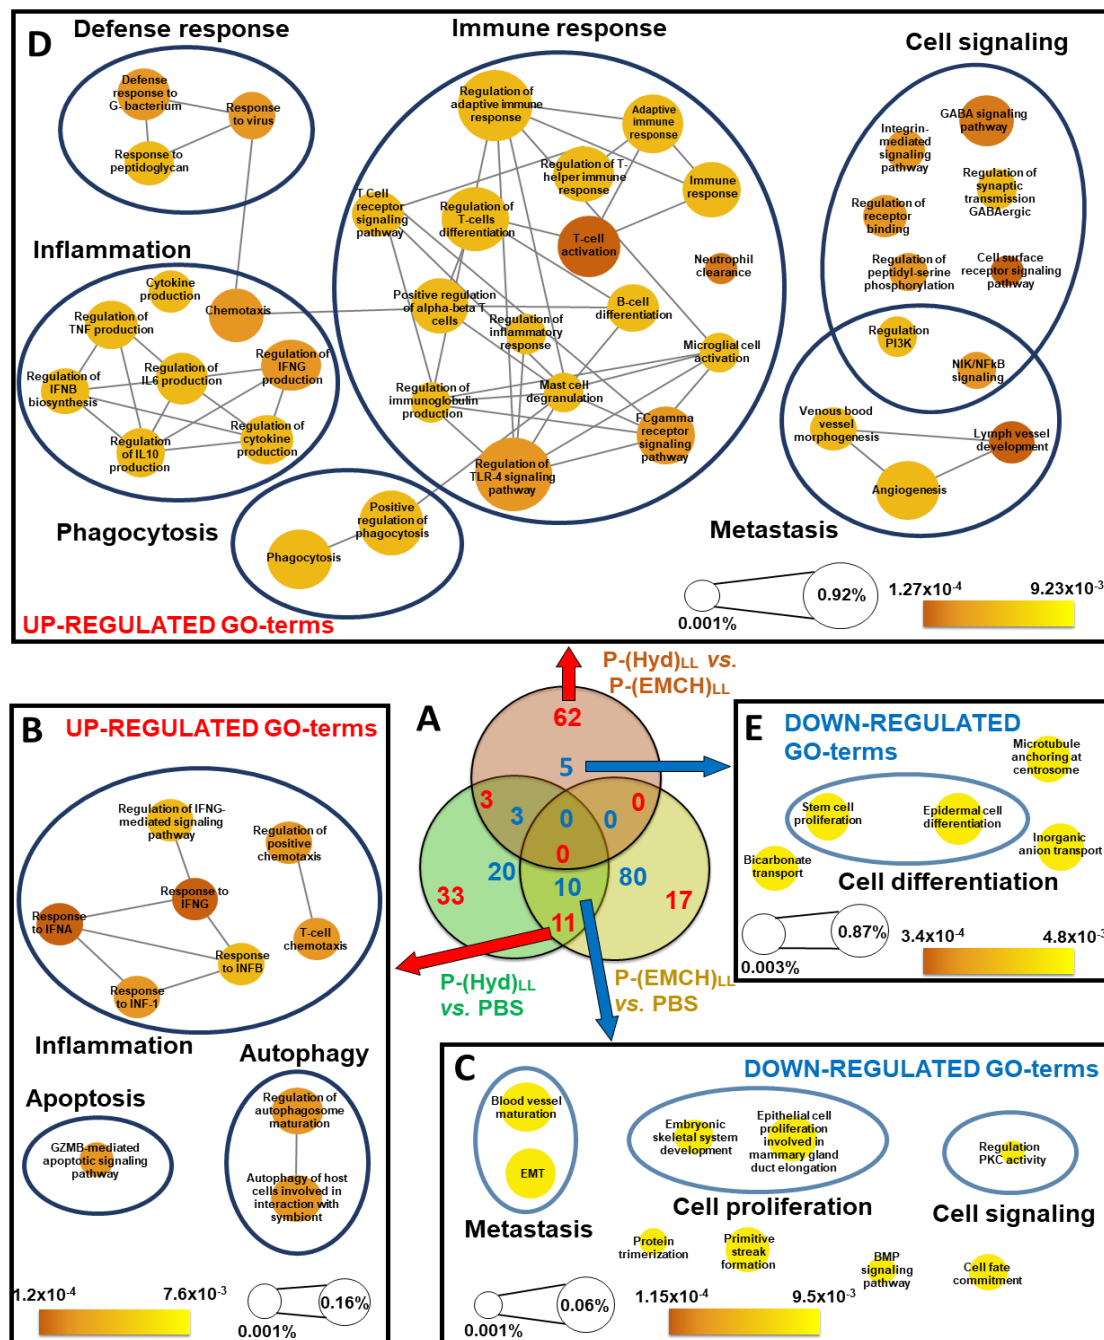 D
Defense response
Defense
response to
G- bacterium
Response
to virus
Response to
peptidoglycan
Immune response
Regulation of
adaptive immune
response
Adaptive
immune
response
Regulation of T-
helper immune
response
Immune
response
T Cell
receptor
signaling
pathway
Regulation of
T-cells
differentiation
T-cell
activation
Neutrophil
clearance
Positive regulation
of alpha-beta T
cells
B-cell
differentiation
Regulation of
inflammatory
response
Microglial cell
activation
Regulation of
immunoglobulin
production
Mast cell
degranulation
FCgamma
receptor
signaling
pathway
Regulation of
TLR-4 signaling
pathway
Cell signaling
GABA signaling
pathway
Integrin-
mediated
signaling
pathway
Regulation of
synaptic
transmission
GABAergic
Regulation of
receptor
binding
Regulation of
peptidyl-serine
phosphorylation
Cell surface
receptor signaling
pathway
Regulation
PI3K
NIK/NFkB
signaling
Venous bood
vessel
morphogenesis
Lymph vessel
development
Angiogenesis
Metastasis
Inflammation
Cytokine
production
Chemotaxis
Regulation of
TNF production
Regulation of
IFNG
production
Regulation of
IL6 production
Regulation of
IFNB
biosynthesis
Regulation
of IL10
production
Regulation of
cytokine
production
Phagocytosis
Positive
regulation of
phagocytosis
Phagocytosis
0.001%
0.92%
1.27x10-4
9.23x10-3
UP-REGULATED GO-terms
P-(Hyd)LL vs.
P-(EMCH)LL
A
62
5
3
3
0
0
0
0
20
10
80
33
11
17
P-(Hyd)LL
vs. PBS
P-(EMCH)LL
vs. PBS
B
UP-REGULATED GO-terms
Regulation of IFNG-
mediated signaling
pathway
Regulation of
positive
chemotaxis
Response to
IFNG
Response
to IFNA
T-cell
chemotaxis
Response
to INFB
Response
to INF-1
Inflammation
Autophagy
Regulation of
autophagosome
maturation
Autophagy of host
cells involved in
interaction with
symbiont
Apoptosis
GZMB-mediated
apoptotic signaling
pathway
1.2x10-4
7.6x10-3
0.001%
0.16%
E
DOWN-REGULATED
GO-terms
Microtubule
anchoring at
centrosome
Stem cell
proliferation
Epidermal cell
differentiation
Inorganic
anion transport
Bicarbonate
transport
Cell differentiation
0.003%
0.87%
3.4x10-4
4.8x10-3
C
DOWN-REGULATED GO-terms
Blood vessel
maturation
EMT
Metastasis
Embryonic
skeletal system
development
Epithelial cell
proliferation
involved in
mammary gland
duct elongation
Cell proliferation
Regulation
PKC activity
Cell signaling
Protein
trimerization
Primitive
streak
formation
BMP
signaling
pathway
Cell fate
commitment
0.001%
0.06%
1.15x10-4
9.5x10-3